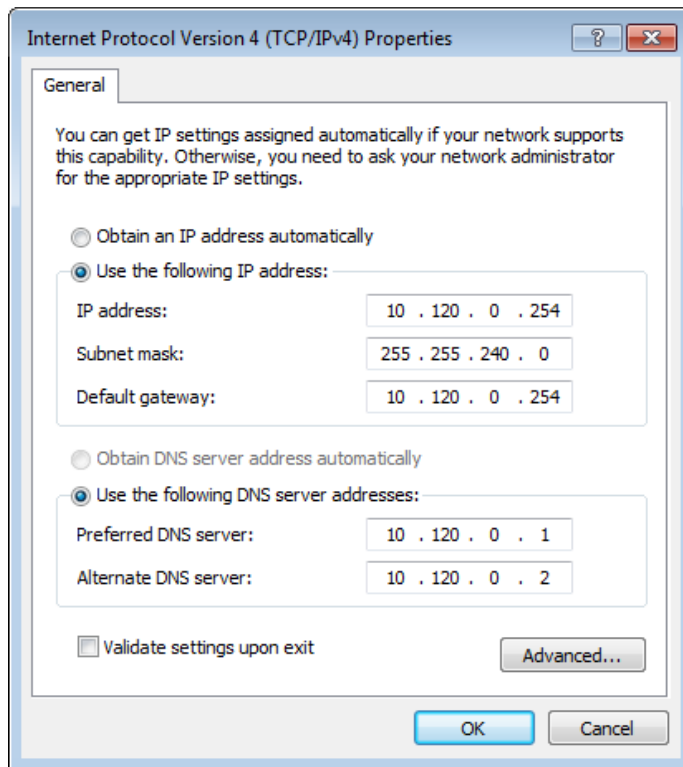 Internet Protocol Version 4 (TCP/IPv4) Properties
General
You can get IP settings assigned automatically if your network supports
this capability. Otherwise, you need to ask your network administrator
for the appropriate IP settings.
Obtain an IP address automatically
Use the following IP address:
IP address: 10 . 120 . 0 . 254
Subnet mask: 255 . 255 . 240 . 0
Default gateway: 10 . 120 . 0 . 254
Obtain DNS server address automatically
Use the following DNS server addresses:
Preferred DNS server: 10 . 120 . 0 . 1
Alternate DNS server: 10 . 120 . 0 . 2
Validate settings upon exit
Advanced...
OK Cancel